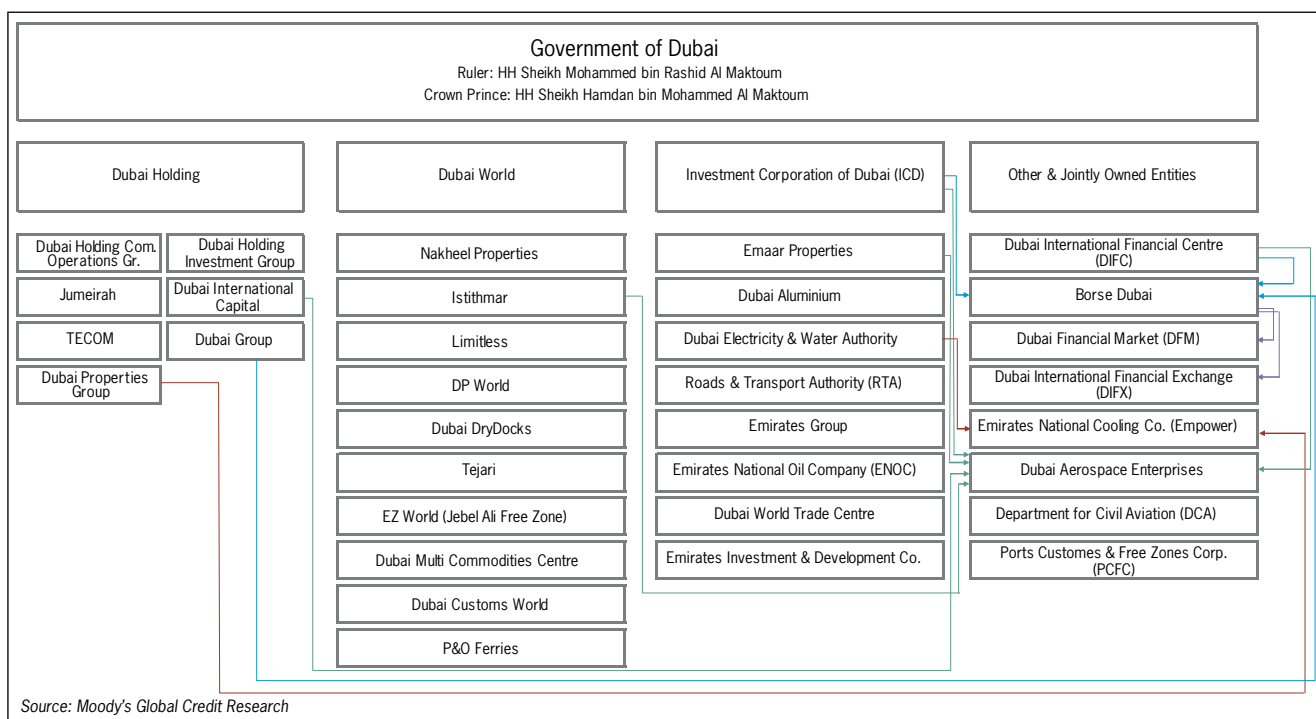 Government of Dubai
Ruler: HH Sheikh Mohammed bin Rashid Al Maktoum
Crown Prince: HH Sheikh Hamdan bin Mohammed Al Maktoum
Dubai Holding
Dubai World
Investment Corporation of Dubai (ICD)
Other & Jointly Owned Entities
Dubai Holding Com.
Operations Gr.
Dubai Holding
Investment Group
Jumeirah
Dubai International
Capital
TECOM
Dubai Group
Dubai Properties
Group
Nakheel Properties
Istithmar
Limitless
DP World
Dubai DryDocks
Tejari
EZ World (Jebel Ali Free Zone)
Dubai Multi Commodities Centre
Dubai Customs World
P&O Ferries
Emaar Properties
Dubai Aluminium
Dubai Electricity & Water Authority
Roads & Transport Authority (RTA)
Emirates Group
Emirates National Oil Company (ENOC)
Dubai World Trade Centre
Emirates Investment & Development Co.
Dubai International Financial Centre
(DIFC)
Borse Dubai
Dubai Financial Market (DFM)
Dubai International Financial Exchange
(DIFX)
Emirates National Cooling Co. (Empower)
Dubai Aerospace Enterprises
Department for Civil Aviation (DCA)
Ports Customes & Free Zones Corp.
(PCFC)
Source: Moody's Global Credit Research